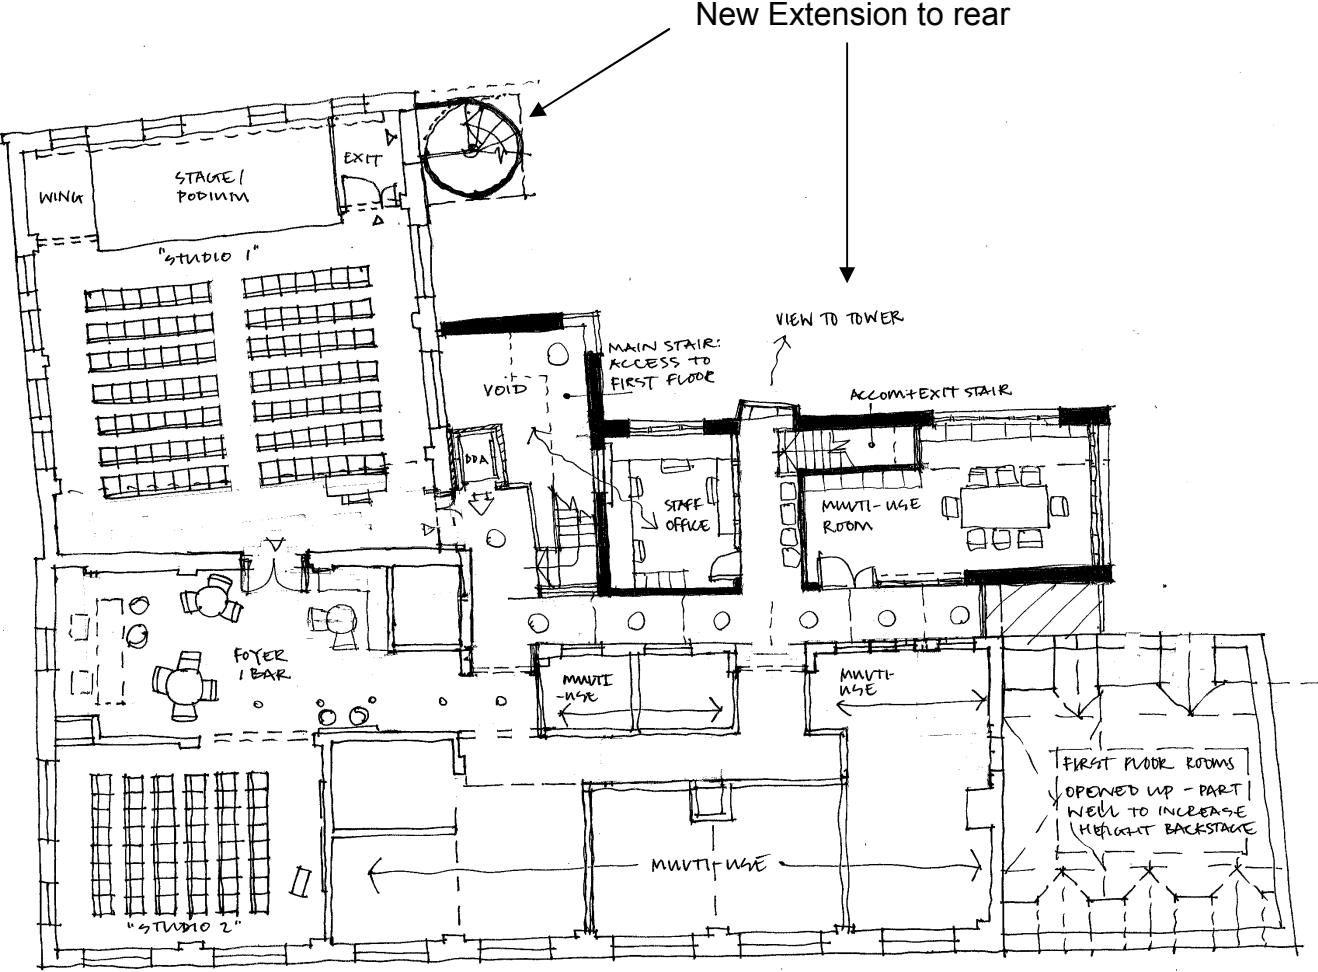 New Extension to rear
EXIT
STAGE/
PODIUM
WING
"STUDIO 1"
VIEW TO TOWER
MAIN STAIR:
ACCESS TO
FIRST FLOOR
VOID
ACCOM+EXIT STAIR
DDA
STAFF
OFFICE
MULTI-USE
ROOM
FOYER
/BAR
MULTI
-USE
MULTI-
USE
FIRST FLOOR ROOMS
OPENED UP - PART
WELL TO INCREASE
HEIGHT BACKSTAGE
MULTI-USE
"STUDIO 2"